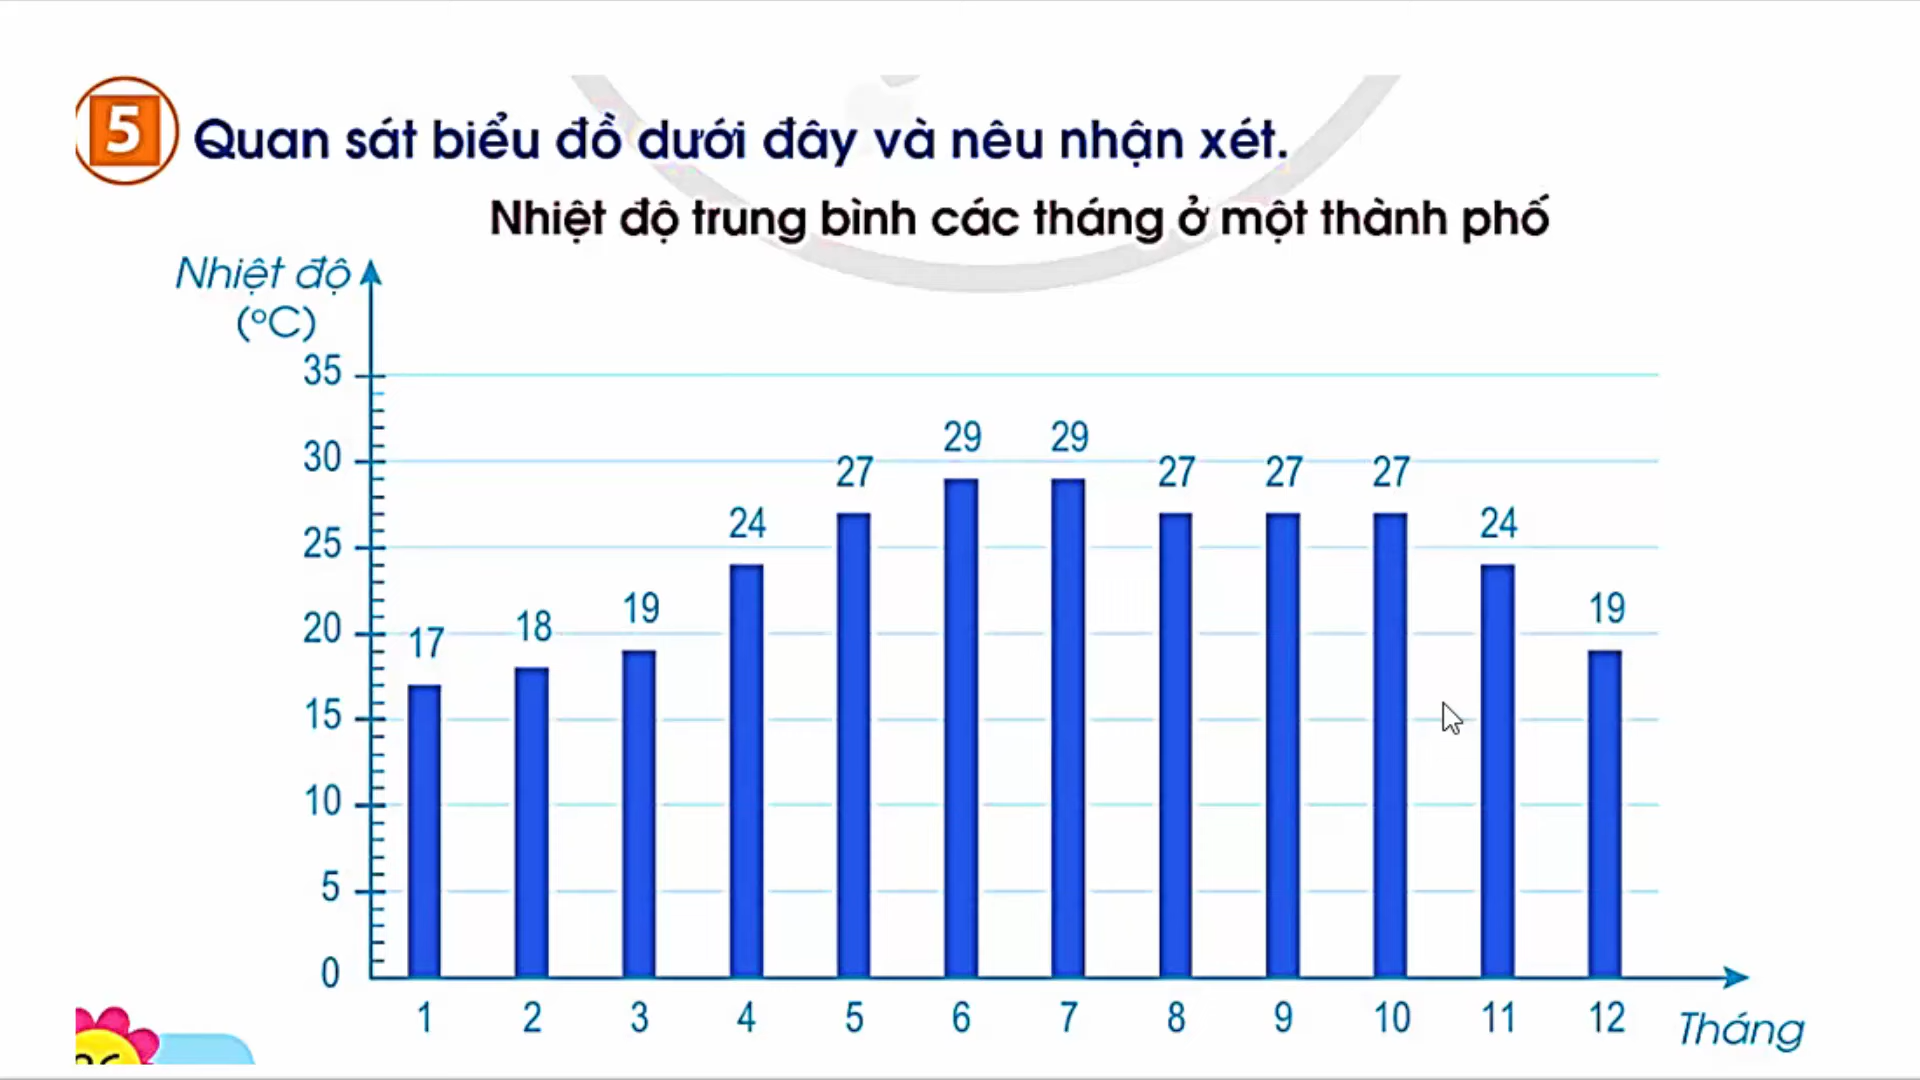 5 Quan sát biểu đồ dưới đây và nêu nhận xét.
Nhiệt độ trung bình các tháng ở một thành phố
Nhiệt độ
(°C)
35
30
25
20
15
10
5
0
17 18 19 24 27 29 29 27 27 27 24 19
1 2 3 4 5 6 7 8 9 10 11 12 Tháng